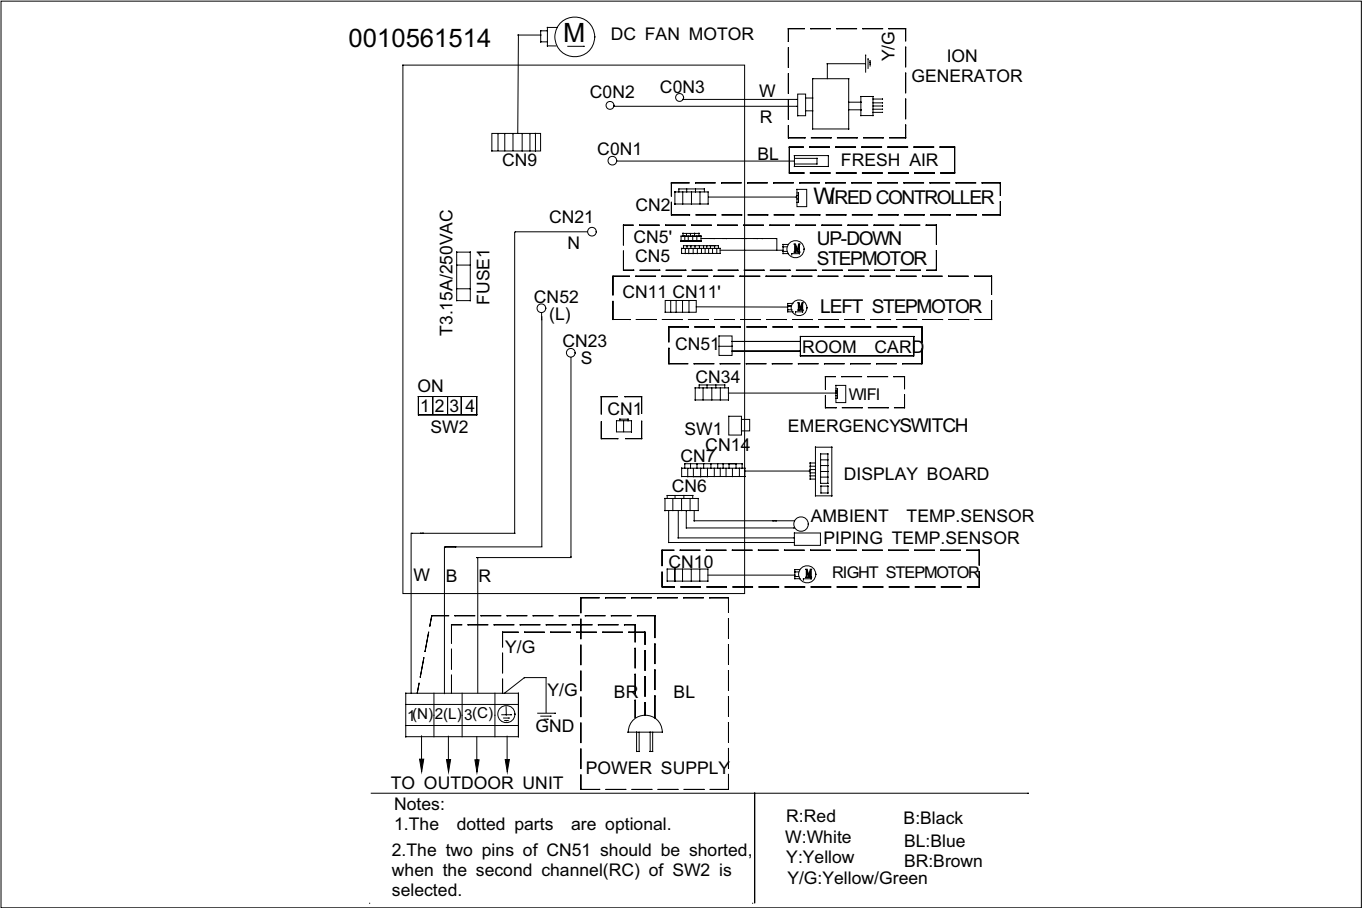 0010561514
M
DC FAN MOTOR
Y/G
ION
GENERATOR
C0N2
C0N3
W
R
CN9
C0N1
BL
FRESH AIR
CN2
WIRED CONTROLLER
CN21
N
CN5'
CN5
M
UP-DOWN
STEPMOTOR
T3.15A/250VAC
FUSE1
CN52
(L)
CN11 CN11'
M
LEFT STEPMOTOR
CN23
S
CN51
ROOM CARD
CN34
WIFI
ON
1 2 3 4
SW2
CN1
SW1
EMERGENCYSWITCH
CN14
CN7
DISPLAY BOARD
CN6
AMBIENT TEMP.SENSOR
PIPING TEMP.SENSOR
CN10
M
RIGHT STEPMOTOR
W B R
Y/G
Y/G
BR
BL
1(N) 2(L) 3(C)
GND
POWER SUPPLY
TO OUTDOOR UNIT
Notes:
1.The dotted parts are optional.
2.The two pins of CN51 should be shorted,
when the second channel(RC) of SW2 is
selected.
R:Red B:Black
W:White BL:Blue
Y:Yellow BR:Brown
Y/G:Yellow/Green